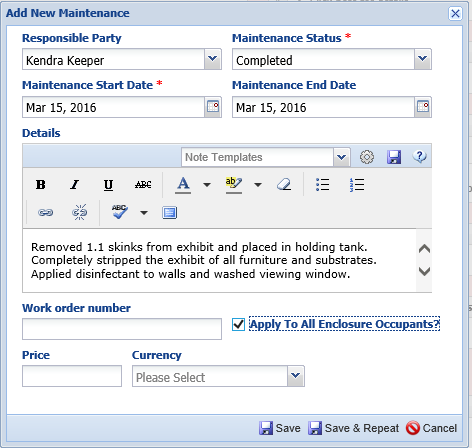 Add New Maintenance
Responsible Party Maintenance Status *
Kendra Keeper Completed
Maintenance Start Date * Maintenance End Date
Mar 15, 2016 Mar 15, 2016
Details
Note Templates
B I U ABC A ab
ABC
Removed 1.1 skinks from exhibit and placed in holding tank.
Completely stripped the exhibit of all furniture and substrates.
Applied disinfectant to walls and washed viewing window.
Work order number
Apply To All Enclosure Occupants?
Price Currency
Please Select
Save Save & Repeat Cancel